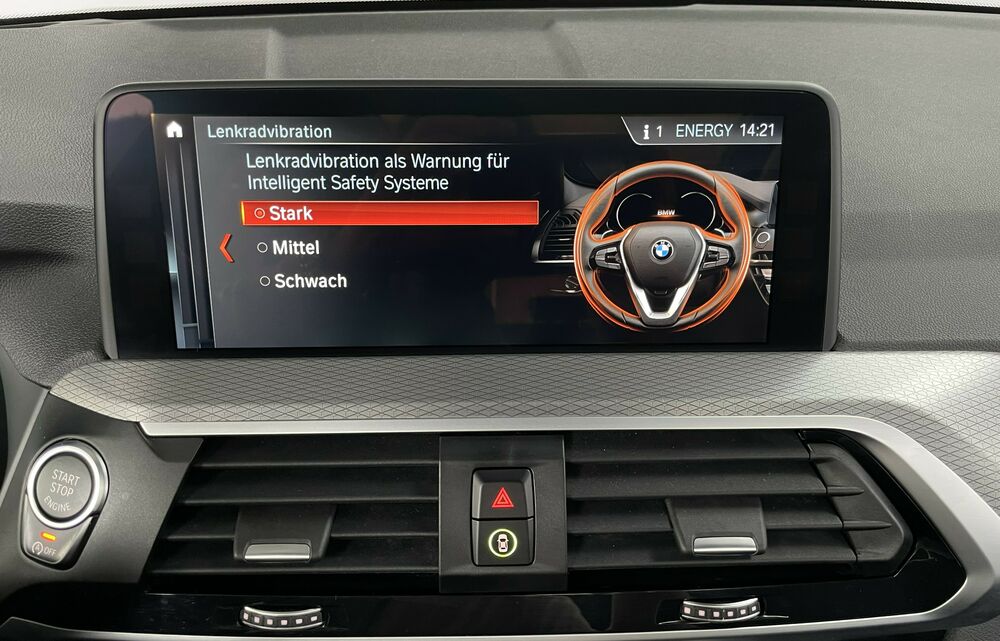 Lenkradvibration
i 1 ENERGY 14:21
Lenkradvibration als Warnung für
Intelligent Safety Systeme
Stark
Mittel
Schwach
BMW
START
STOP
ENGINE
OFF